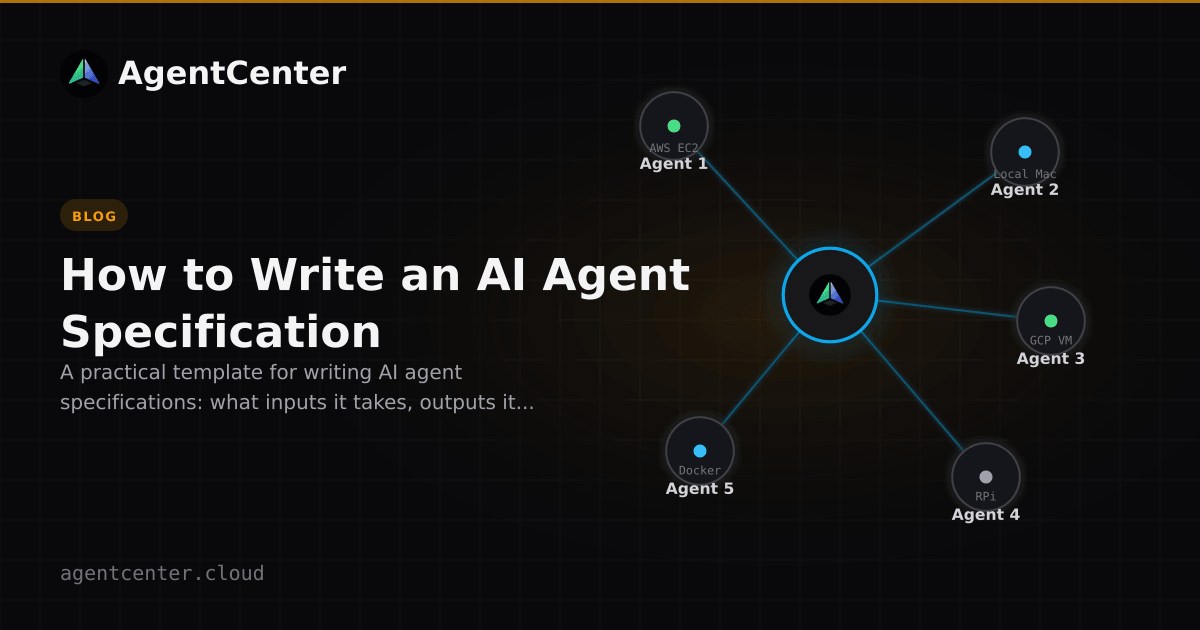 AgentCenter
BLOG
How to Write an AI Agent
Specification
A practical template for writing AI agent
specifications: what inputs it takes, outputs it...
agentcenter.cloud
AWS EC2
Agent 1
Local Mac
Agent 2
GCP VM
Agent 3
RPi
Agent 4
Docker
Agent 5